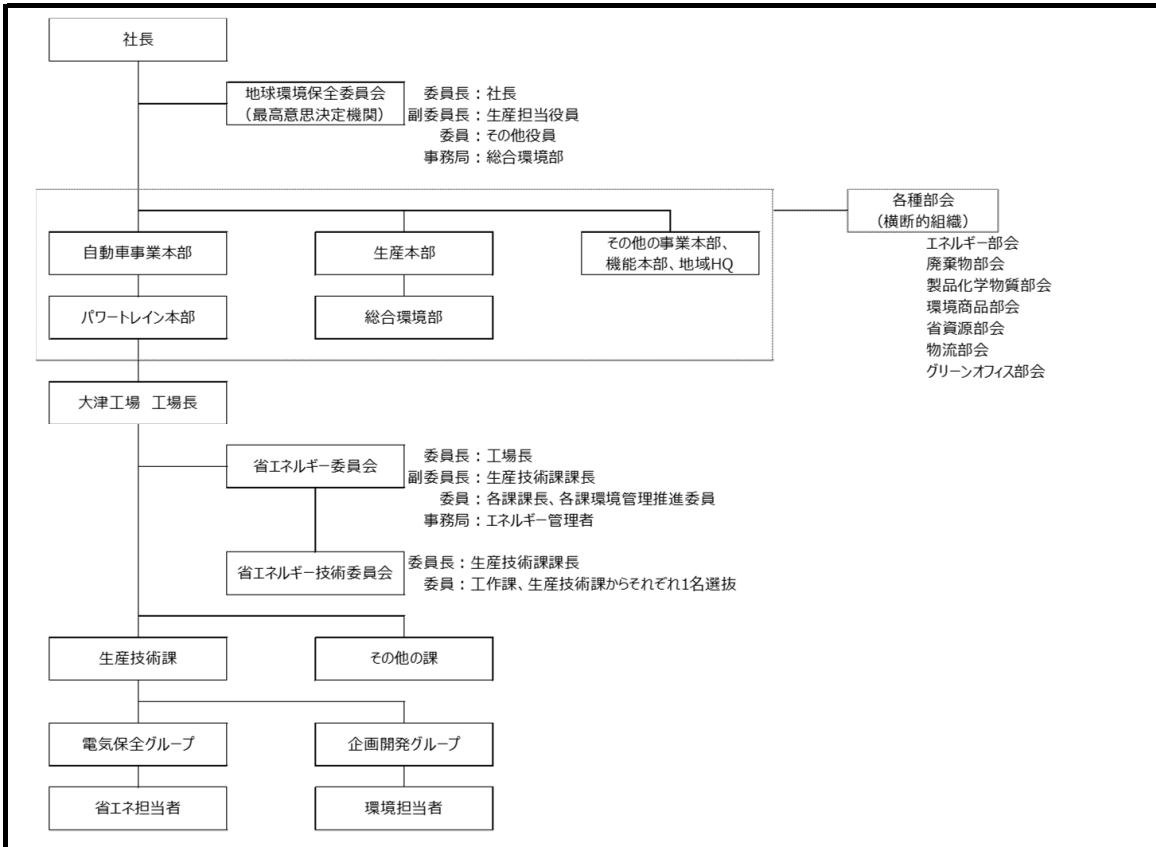 社長
地球環境保全委員会
(最高意思決定機関)
委員長:社長
副委員長:生産担当役員
委員:その他役員
事務局:総合環境部
各種部会
(横断的組織)
エネルギー部会
廃棄物部会
製品化学物質部会
環境商品部会
省資源部会
物流部会
グリーンオフィス部会
自動車事業本部
生産本部
その他の事業本部、
機能本部、地域HQ
パワートレイン本部
総合環境部
大津工場 工場長
省エネルギー委員会
委員長:工場長
副委員長:生産技術課課長
委員:各課課長、各課環境管理推進委員
事務局:エネルギー管理者
省エネルギー技術委員会
委員長:生産技術課課長
委員:工作課、生産技術課からそれぞれ1名選抜
生産技術課
その他の課
電気保全グループ
企画開発グループ
省エネ担当者
環境担当者